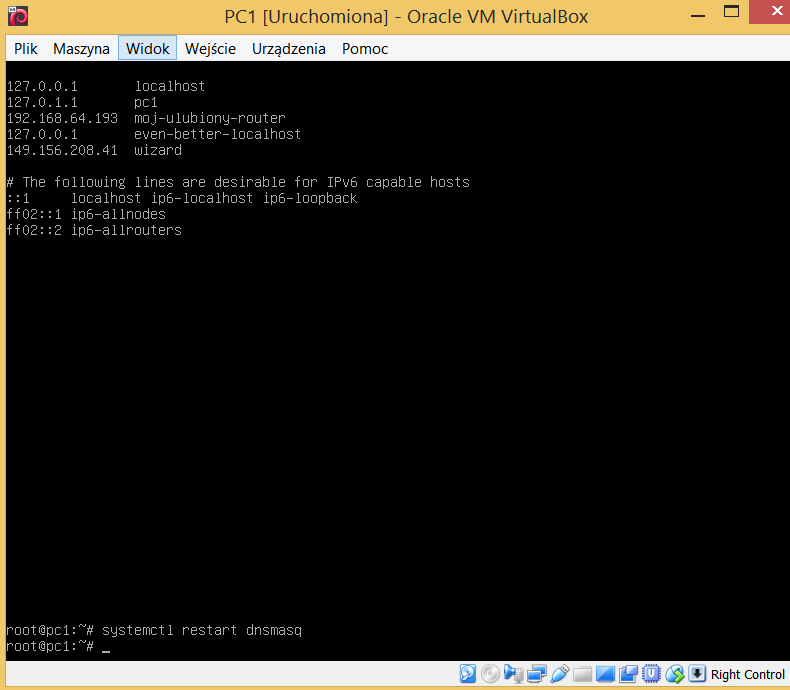 PC1 [Uruchomiona] - Oracle VM VirtualBox
Plik Maszyna Widok Wejście Urządzenia Pomoc
127.0.0.1 localhost
127.0.1.1 pc1
192.168.64.193 moj-ulubiony-router
127.0.0.1 even-better-localhost
149.156.208.41 wizard
# The following lines are desirable for IPv6 capable hosts
::1 localhost ip6-localhost ip6-loopback
ff02::1 ip6-allnodes
ff02::2 ip6-allrouters
root@pc1:~# systemctl restart dnsmasq
root@pc1:~# _
Right Control